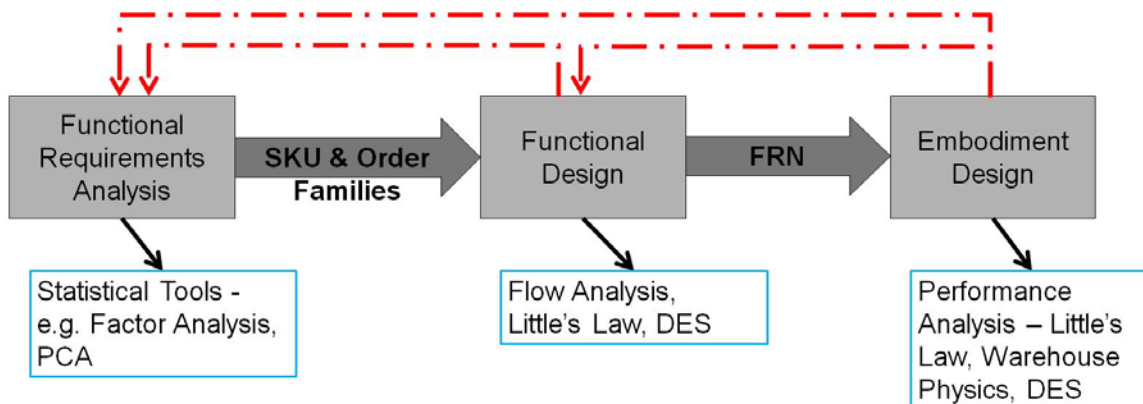 Functional
Requirements
Analysis
SKU & Order
Families
Functional
Design
FRN
Embodiment
Design
Statistical Tools -
e.g. Factor Analysis,
PCA
Flow Analysis,
Little's Law, DES
Performance
Analysis – Little's
Law, Warehouse
Physics, DES